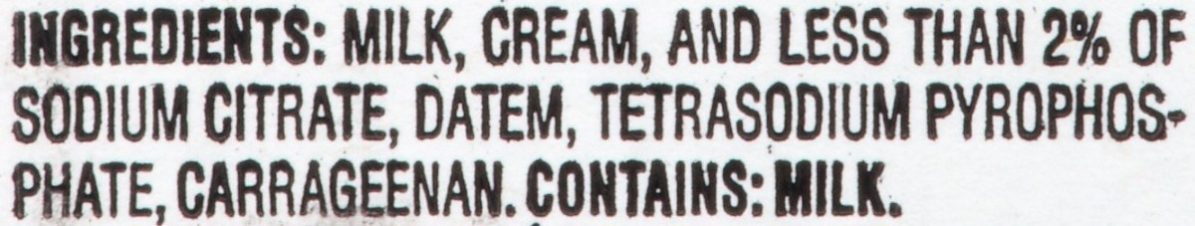 INGREDIENTS: MILK, CREAM, AND LESS THAN 2% OF
SODIUM CITRATE, DATEM, TETRASODIUM PYROPHOS-
PHATE, CARRAGEENAN. CONTAINS: MILK.